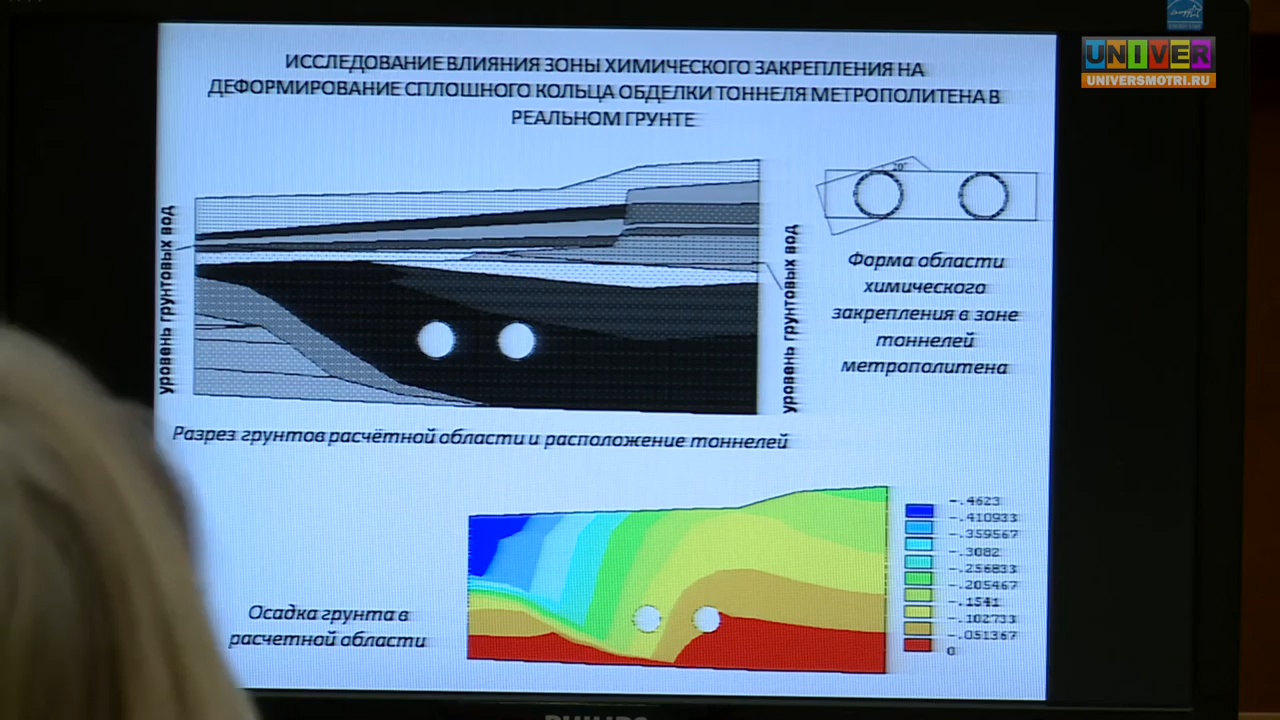 UNIVER
UNIVERSMOTRI.RU
ИССЛЕДОВАНИЕ ВЛИЯНИЯ ЗОНЫ ХИМИЧЕСКОГО ЗАКРЕПЛЕНИЯ НА
ДЕФОРМИРОВАНИЕ СПЛОШНОГО КОЛЬЦА ОБДЕЛКИ ТОННЕЛЯ МЕТРОПОЛИТЕНА В
РЕАЛЬНОМ ГРУНТЕ
уровень грунтовых вод
уровень грунтовых вод
20°
Форма области
химического
закрепления в зоне
тоннелей
метрополитена
Разрез грунтов расчётной области и расположение тоннелей
Осадка грунта в
расчетной области
-.4623
-.410933
-.359567
-.3082
-.256833
-.205467
-.1541
-.102733
-.051367
0
PHILIPS